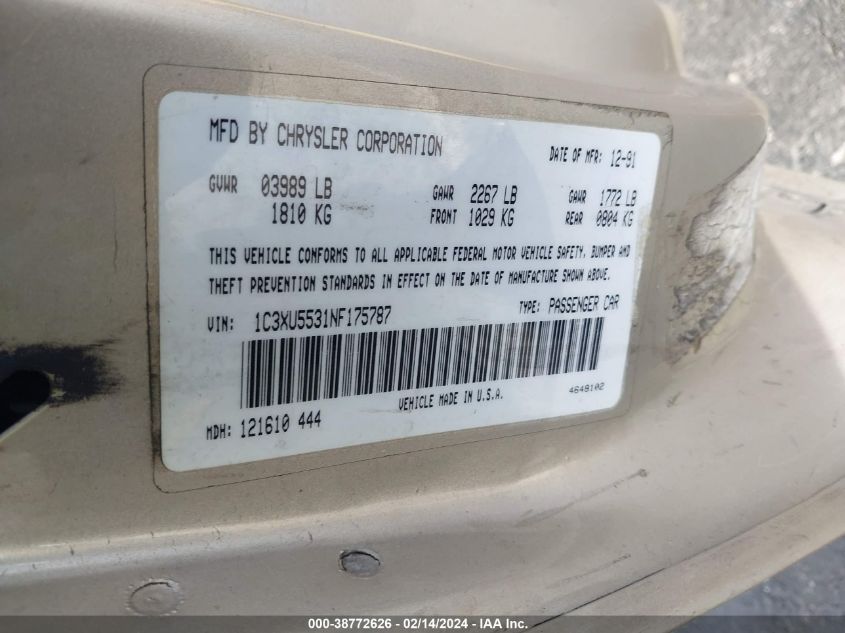 MFD BY CHRYSLER CORPORATION DATE OF MFR: 12-91
GVWR 03989 LB GAWR 2267 LB GAWR 1772 LB
1810 KG FRONT 1029 KG REAR 0804 KG
THIS VEHICLE CONFORMS TO ALL APPLICABLE FEDERAL MOTOR VEHICLE SAFETY, BUMPER AND
THEFT PREVENTION STANDARDS IN EFFECT ON THE DATE OF MANUFACTURE SHOWN ABOVE.
VIN: 1C3XU5531NF175787 TYPE: PASSENGER CAR
4648102
VEHICLE MADE IN U.S.A.
MDH: 121610 444
000-38772626 - 02/14/2024 - IAA Inc.